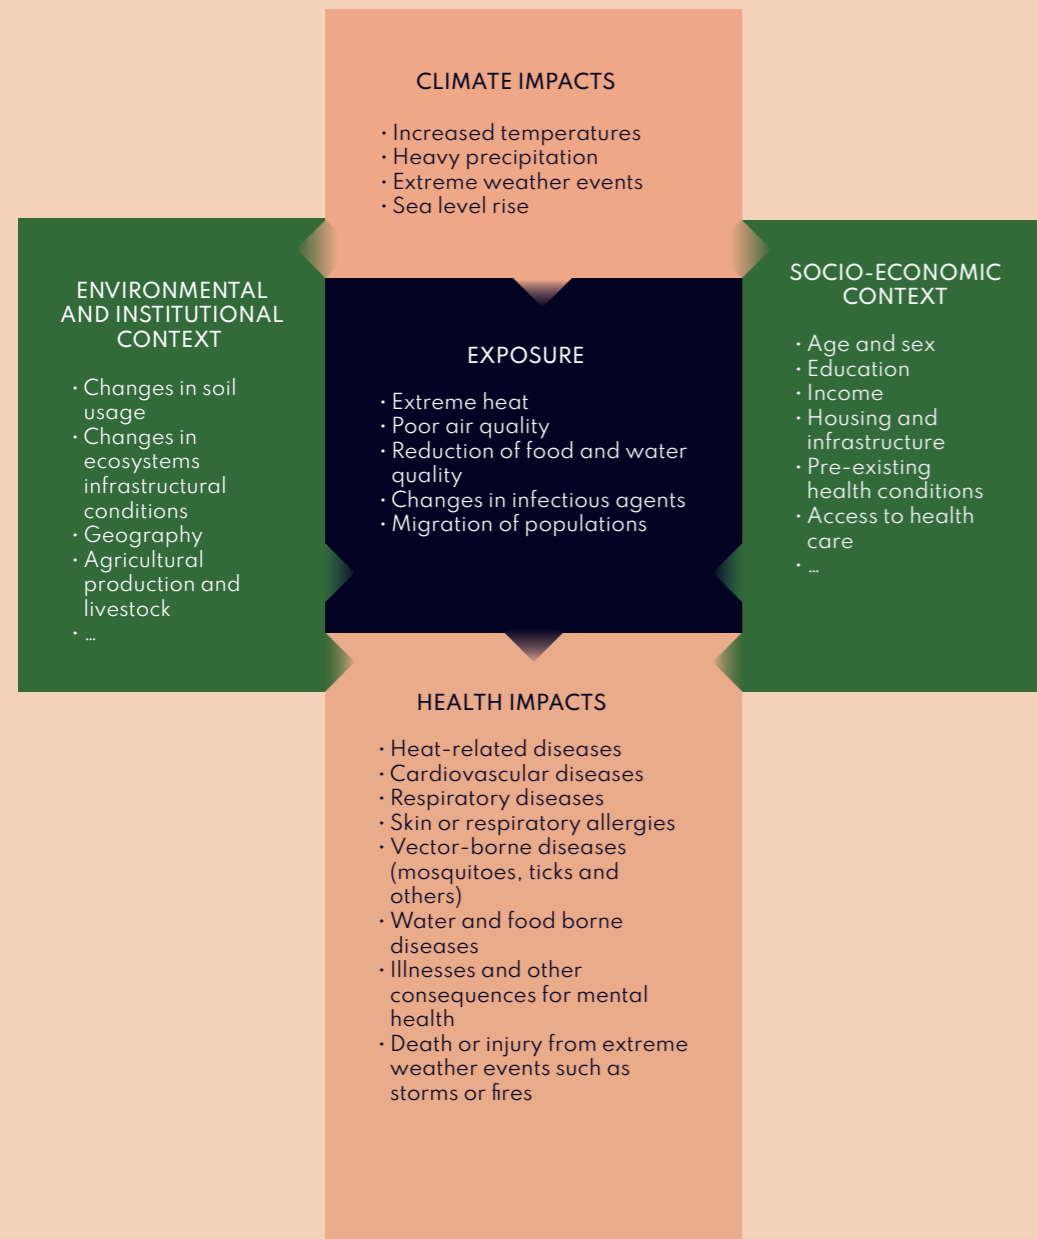 CLIMATE IMPACTS
· Increased temperatures
· Heavy precipitation
· Extreme weather events
· Sea level rise
ENVIRONMENTAL
AND INSTITUTIONAL
CONTEXT
· Changes in soil
usage
· Changes in
ecosystems
infrastructural
conditions
· Geography
· Agricultural
production and
livestock
· ...
EXPOSURE
· Extreme heat
· Poor air quality
· Reduction of food and water
quality
· Changes in infectious agents
· Migration of populations
SOCIO-ECONOMIC
CONTEXT
· Age and sex
· Education
· Income
· Housing and
infrastructure
· Pre-existing
health conditions
· Access to health
care
· ...
HEALTH IMPACTS
· Heat-related diseases
· Cardiovascular diseases
· Respiratory diseases
· Skin or respiratory allergies
· Vector-borne diseases
(mosquitoes, ticks and
others)
· Water and food borne
diseases
· Illnesses and other
consequences for mental
health
· Death or injury from extreme
weather events such as
storms or fires